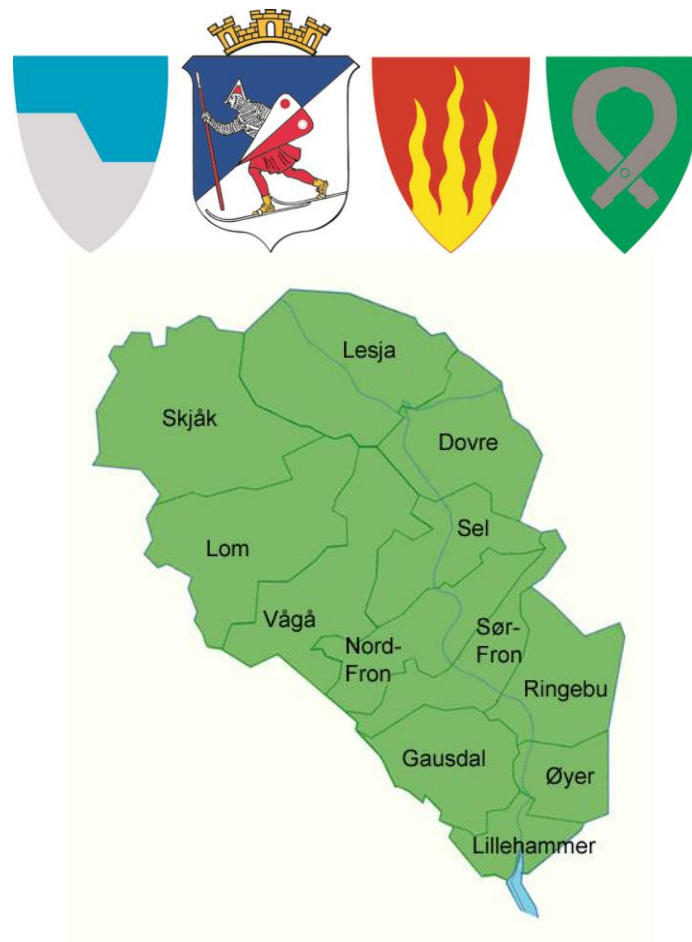 Lesja
Skjåk
Dovre
Sel
Lom
Vågå
Nord-
Fron
Sør-
Fron
Ringebu
Gausdal
Øyer
Lillehammer